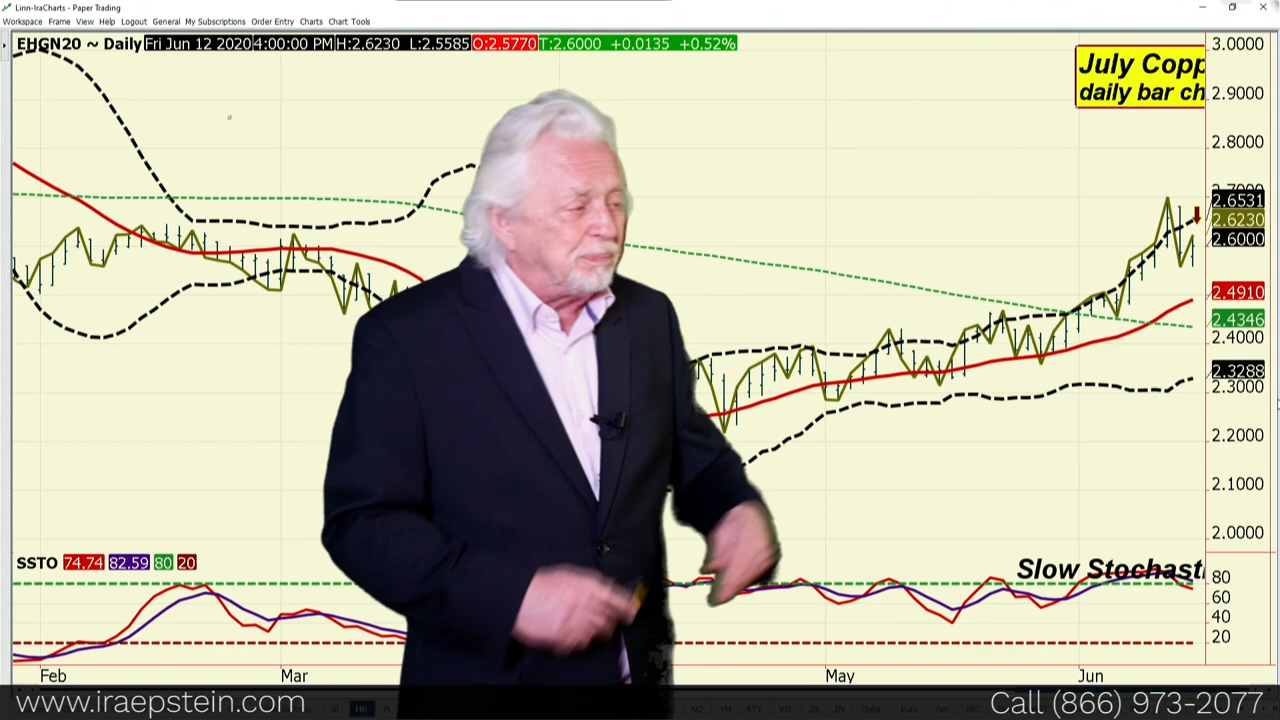 Linn-IraCharts - Paper Trading
Workspace Frame View Help Logout General My Subscriptions Order Entry Charts Chart Tools
EHGN20 ~ Daily Fri Jun 12 2020 4:00:00 PM H:2.6230 L:2.5585 O:2.5770 T:2.6000 +0.0135 +0.52%
July Copp
daily bar ch
3.0000
2.9000
2.8000
2.7000
2.6531
2.6230
2.6000
2.4910
2.4346
2.4000
2.3288
2.3000
2.2000
2.1000
2.0000
SSTO 74.74 82.59 80 20
Slow Stochast
80
60
40
20
Feb Mar May Jun
www.iraepstein.com Call (866) 973-2077